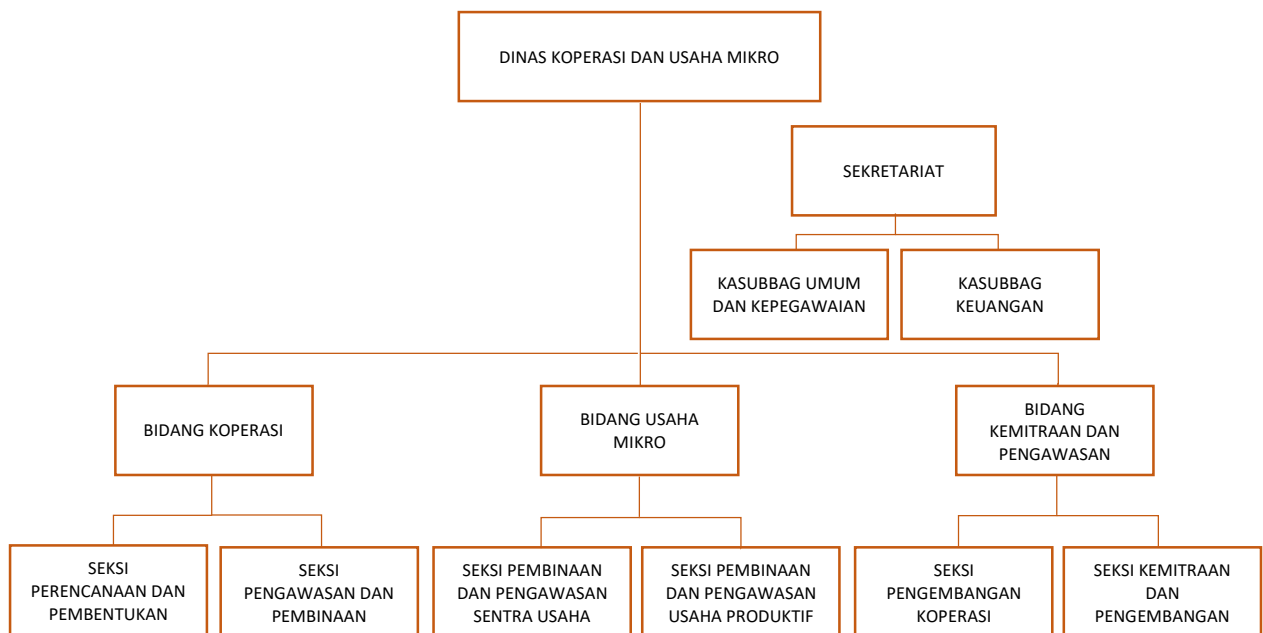 DINAS KOPERASI DAN USAHA MIKRO
SEKRETARIAT
KASUBBAG UMUM
DAN KEPEGAWAIAN
KASUBBAG
KEUANGAN
BIDANG KOPERASI
BIDANG USAHA
MIKRO
BIDANG
KEMITRAAN DAN
PENGAWASAN
SEKSI
PERENCANAAN DAN
PEMBENTUKAN
SEKSI
PENGAWASAN DAN
PEMBINAAN
SEKSI PEMBINAAN
DAN PENGAWASAN
SENTRA USAHA
SEKSI PEMBINAAN
DAN PENGAWASAN
USAHA PRODUKTIF
SEKSI
PENGEMBANGAN
KOPERASI
SEKSI KEMITRAAN
DAN
PENGEMBANGAN